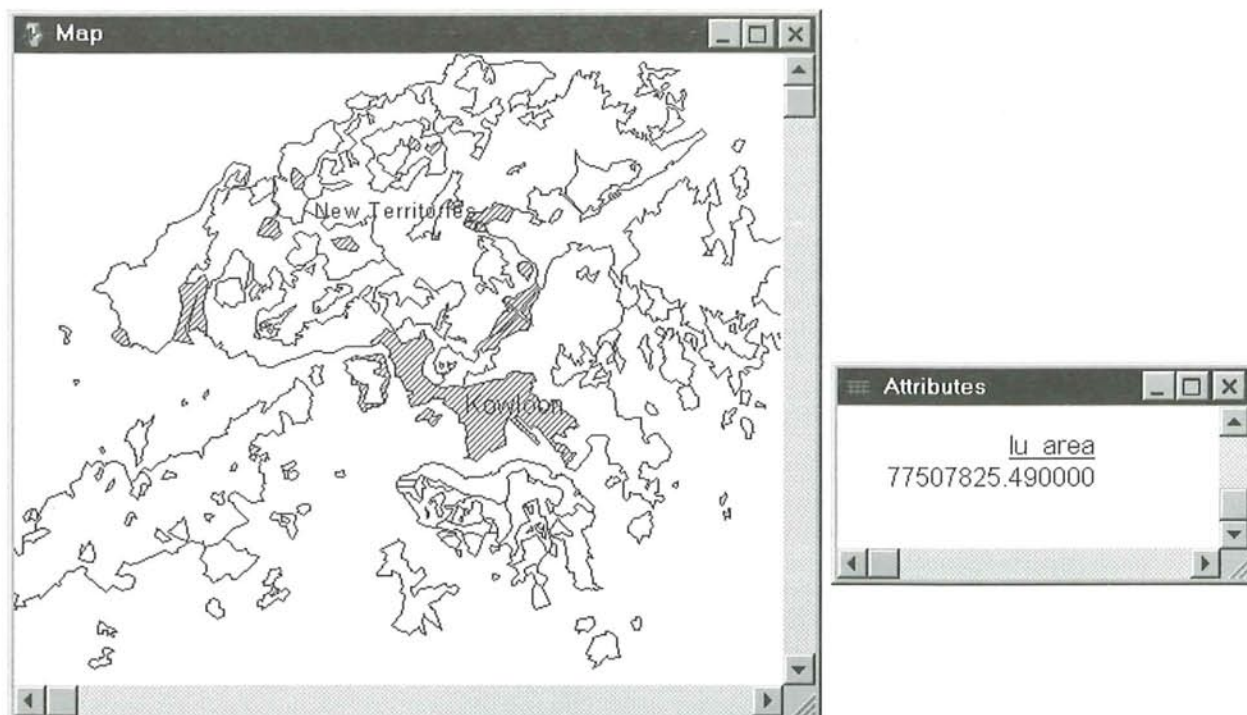 Map
New Territories
Kowloon
Attributes
lu_area
77507825.490000